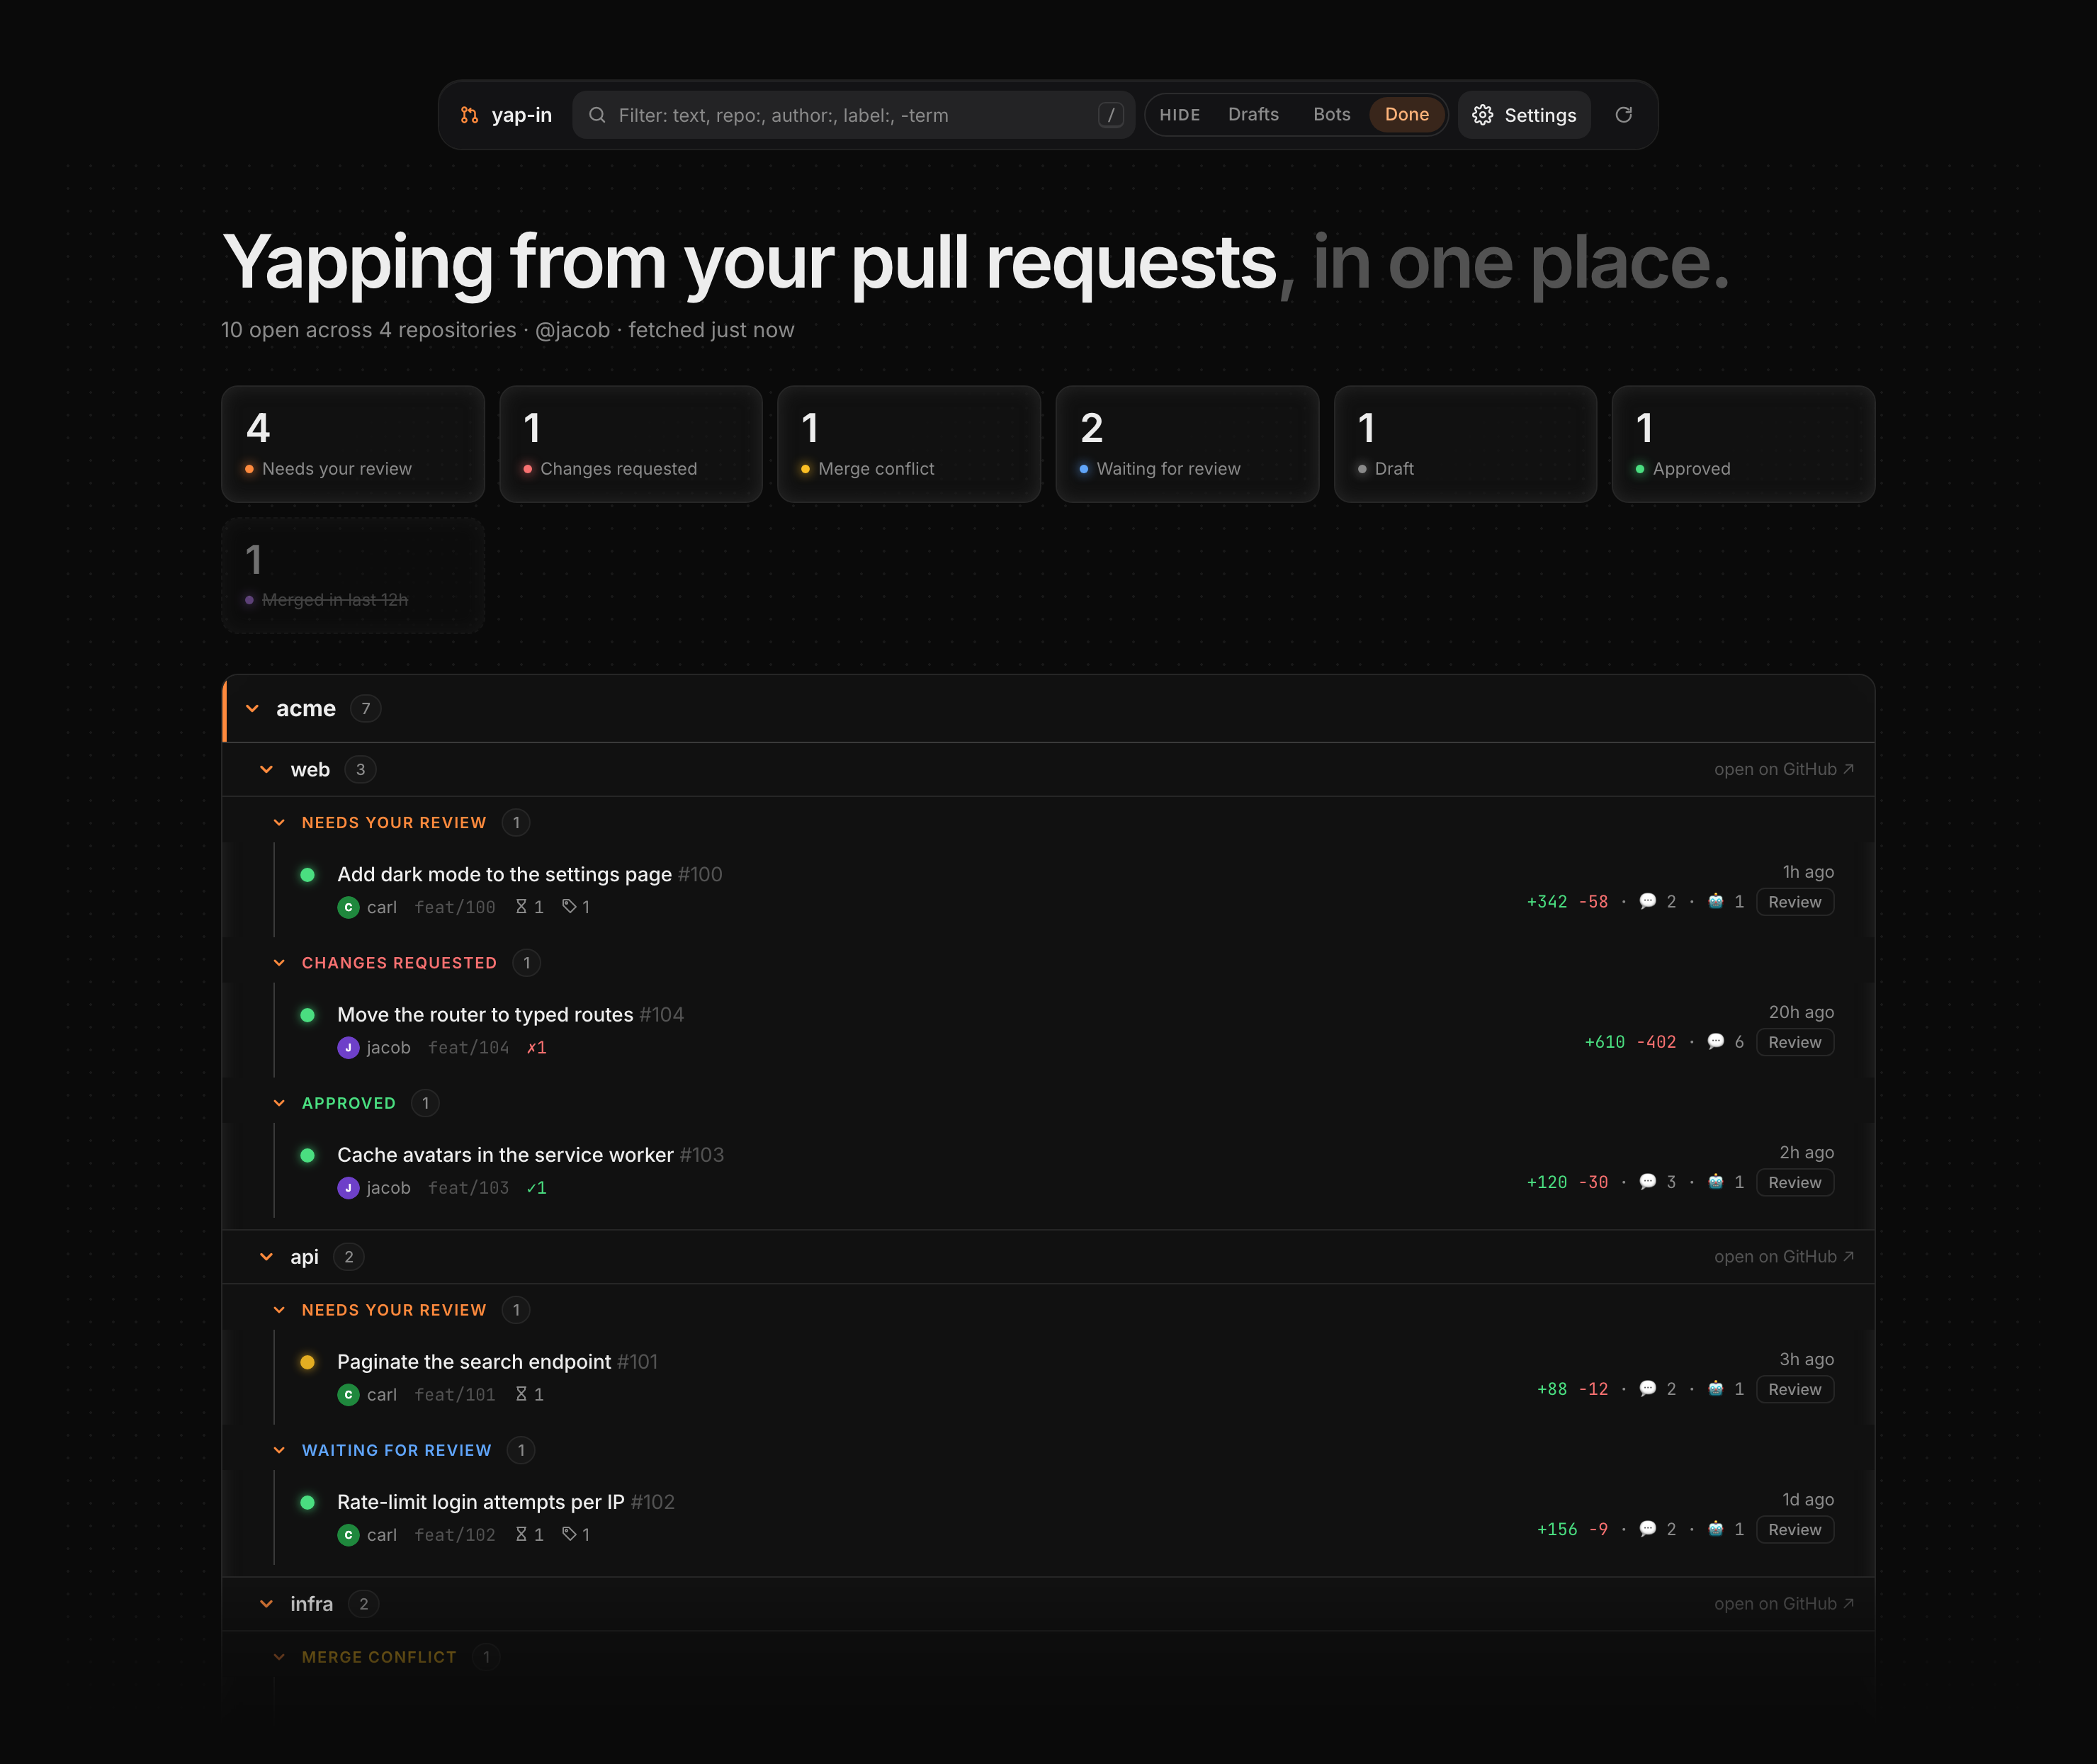 yap-in Filter: text, repo:, author:, label:, -term / HIDE Drafts Bots Done Settings
Yapping from your pull requests, in one place.
10 open across 4 repositories · @jacob · fetched just now
4
Needs your review
1
Changes requested
1
Merge conflict
2
Waiting for review
1
Draft
1
Approved
1
Merged in last 12h
acme 7
web 3 open on GitHub ↗
NEEDS YOUR REVIEW 1
Add dark mode to the settings page #100 1h ago
C carl feat/100 1 1 +342 -58 · 💬 2 · 🤖 1 Review
CHANGES REQUESTED 1
Move the router to typed routes #104 20h ago
J jacob feat/104 ✗1 +610 -402 · 💬 6 Review
APPROVED 1
Cache avatars in the service worker #103 2h ago
J jacob feat/103 ✓1 +120 -30 · 💬 3 · 🤖 1 Review
api 2 open on GitHub ↗
NEEDS YOUR REVIEW 1
Paginate the search endpoint #101 3h ago
C carl feat/101 1 +88 -12 · 💬 2 · 🤖 1 Review
WAITING FOR REVIEW 1
Rate-limit login attempts per IP #102 1d ago
C carl feat/102 1 1 +156 -9 · 💬 2 · 🤖 1 Review
infra 2 open on GitHub ↗
MERGE CONFLICT 1